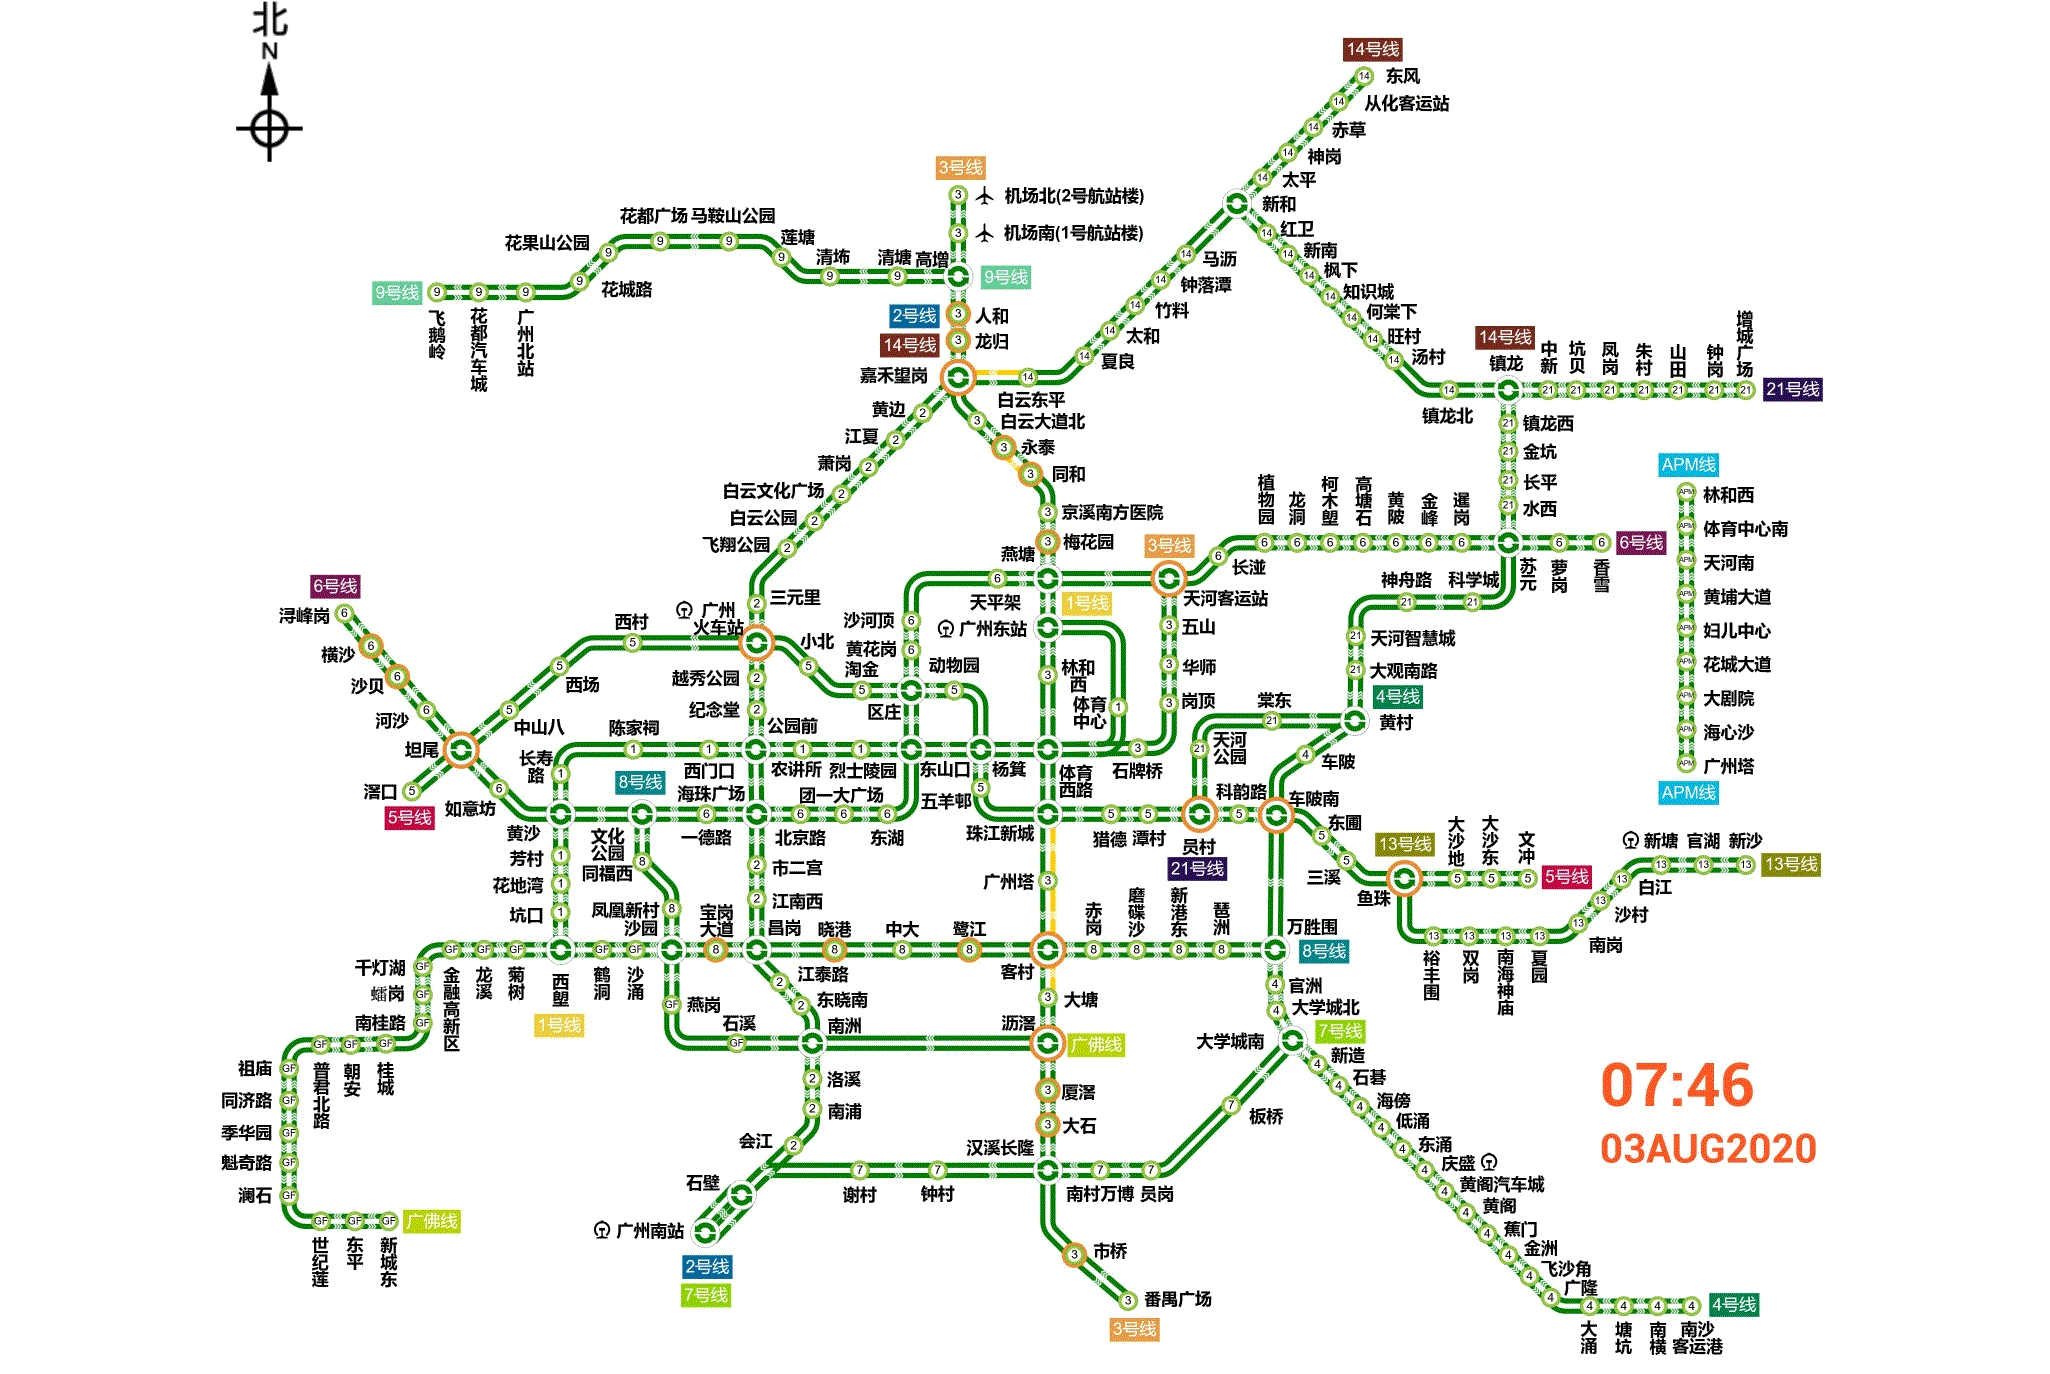 北
N
14号线
东风
从化客运站
赤草
神岗
太平
新和
3号线
机场北(2号航站楼)
机场南(1号航站楼)
花都广场
马鞍山公园
花果山公园
莲塘
清㘵
清塘
高增
9号线
9号线
花城路
飞鹅岭
花都汽车城
广州北站
2号线
人和
14号线
龙归
嘉禾望岗
红卫
新南
枫下
知识城
何棠下
旺村
汤村
马沥
钟落潭
竹料
太和
夏良
白云东平
14号线
镇龙
中新
坑贝
凤岗
朱村
山田
钟岗
增城广场
21号线
镇龙北
镇龙西
金坑
长平
水西
黄边
江夏
萧岗
白云文化广场
白云公园
飞翔公园
三元里
白云大道北
永泰
同和
京溪南方医院
梅花园
燕塘
3号线
植物园
龙洞
柯木塱
高塘石
黄陂
金峰
暹岗
6号线
苏元
萝岗
香雪
长湴
天河客运站
神舟路
科学城
APM线
林和西
体育中心南
天河南
黄埔大道
妇儿中心
花城大道
大剧院
海心沙
广州塔
APM线
6号线
浔峰岗
横沙
沙贝
河沙
坦尾
滘口
5号线
如意坊
西村
西场
中山八
广州
火车站
小北
淘金
区庄
动物园
沙河顶
黄花岗
天平架
1号线
广州东站
五山
华师
岗顶
林和
西
体育
中心
天河智慧城
大观南路
4号线
黄村
棠东
天河
公园
车陂
越秀公园
纪念堂
公园前
陈家祠
长寿
路
西门口
农讲所
烈士陵园
东山口
杨箕
体育
西路
石牌桥
8号线
海珠广场
团一大广场
五羊邨
科韵路
车陂南
黄沙
文化
公园
一德路
北京路
东湖
珠江新城
猎德
潭村
员村
21号线
东圃
三溪
鱼珠
13号线
大沙地
大沙东
文冲
5号线
新塘
官湖
新沙
13号线
白江
沙村
南岗
裕丰围
双岗
南海神庙
夏园
芳村
花地湾
坑口
同福西
凤凰新村
沙园
宝岗
大道
市二宫
江南西
昌岗
晓港
中大
鹭江
广州塔
客村
赤岗
磨碟沙
新港东
琶洲
万胜围
8号线
千灯湖
蠕岗
南桂路
金融高新区
龙溪
菊树
西塱
1号线
鹤洞
沙涌
江泰路
东晓南
南洲
燕岗
石溪
大塘
沥滘
广佛线
官洲
大学城北
7号线
大学城南
祖庙
同济路
季华园
魁奇路
澜石
普君北路
朝安
桂城
世纪莲
东平
新城东
广佛线
洛溪
南浦
会江
石壁
广州南站
2号线
7号线
谢村
钟村
厦滘
大石
汉溪长隆
南村万博
员岗
板桥
市桥
番禺广场
3号线
新造
石碁
海傍
低涌
东涌
庆盛
黄阁汽车城
黄阁
蕉门
金洲
飞沙角
广隆
大涌
塘坑
南横
南沙
客运港
4号线
07:46
03AUG2020